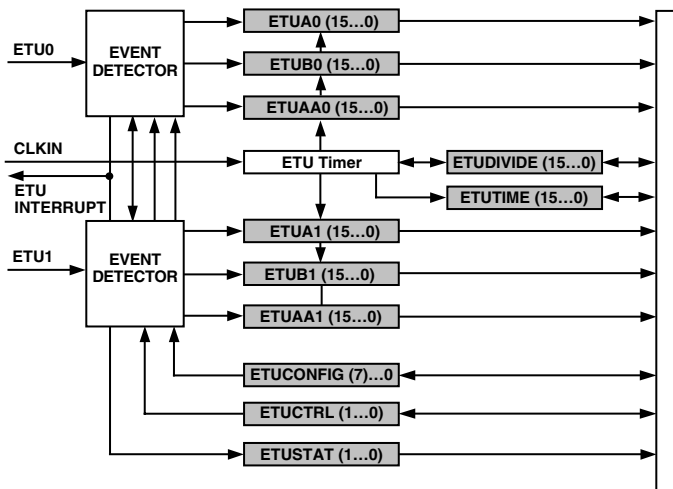 ETU0
EVENT
DETECTOR
ETUA0 (15...0)
ETUB0 (15...0)
ETUAA0 (15...0)
CLKIN
ETU Timer
ETUDIVIDE (15...0)
ETU
INTERRUPT
ETUTIME (15...0)
ETU1
EVENT
DETECTOR
ETUA1 (15...0)
ETUB1 (15...0)
ETUAA1 (15...0)
ETUCONFIG (7)...0
ETUCTRL (1...0)
ETUSTAT (1...0)